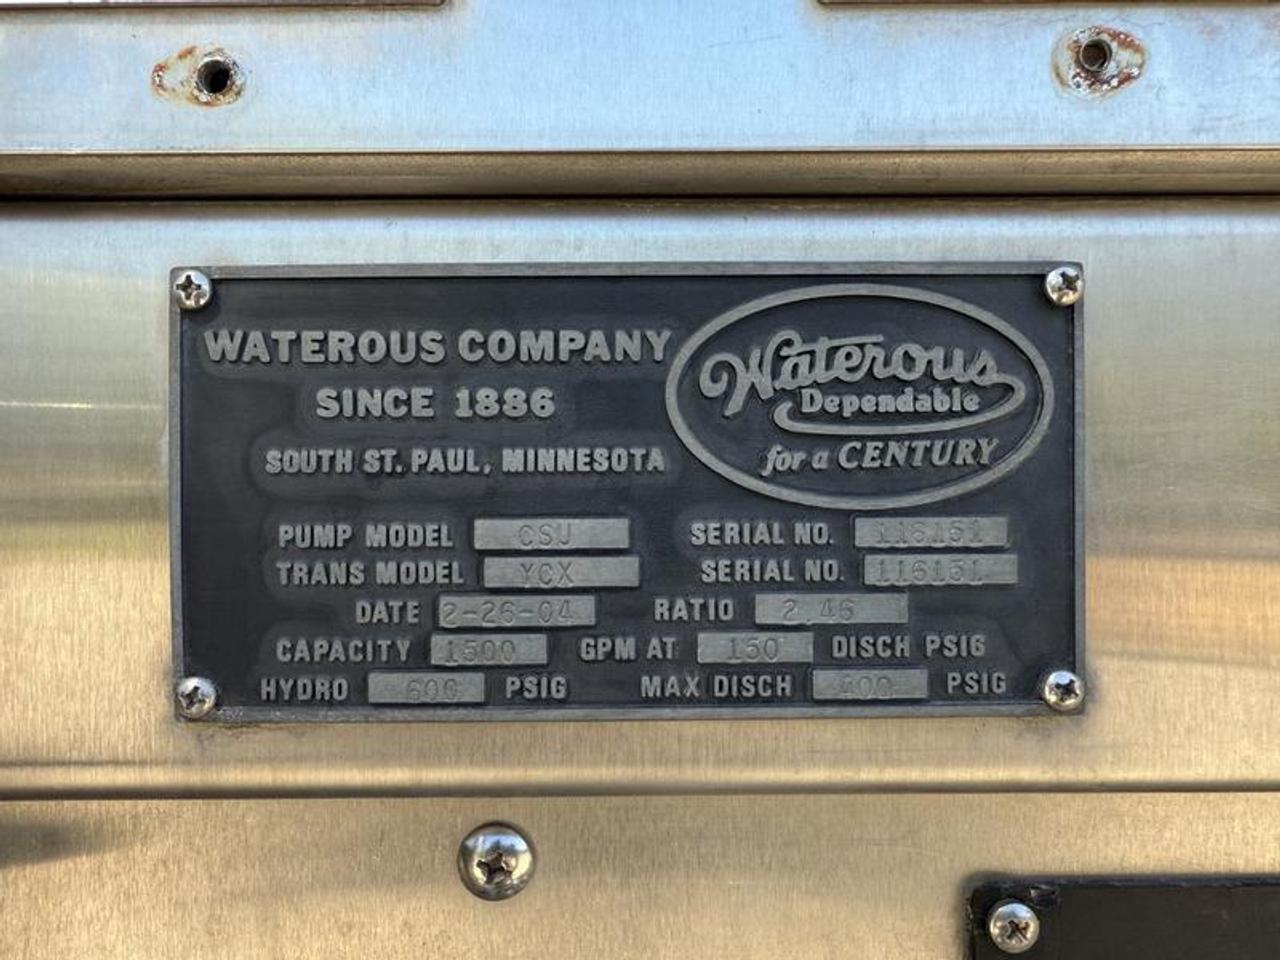 WATEROUS COMPANY
SINCE 1886
SOUTH ST. PAUL, MINNESOTA
Waterous
Dependable
for a CENTURY
PUMP MODEL CSU SERIAL NO. 116151
TRANS MODEL YCX SERIAL NO. 116151
DATE 2-26-04 RATIO 2.46
CAPACITY 1500 GPM AT 150 DISCH PSIG
HYDRO 600 PSIG MAX DISCH PSIG